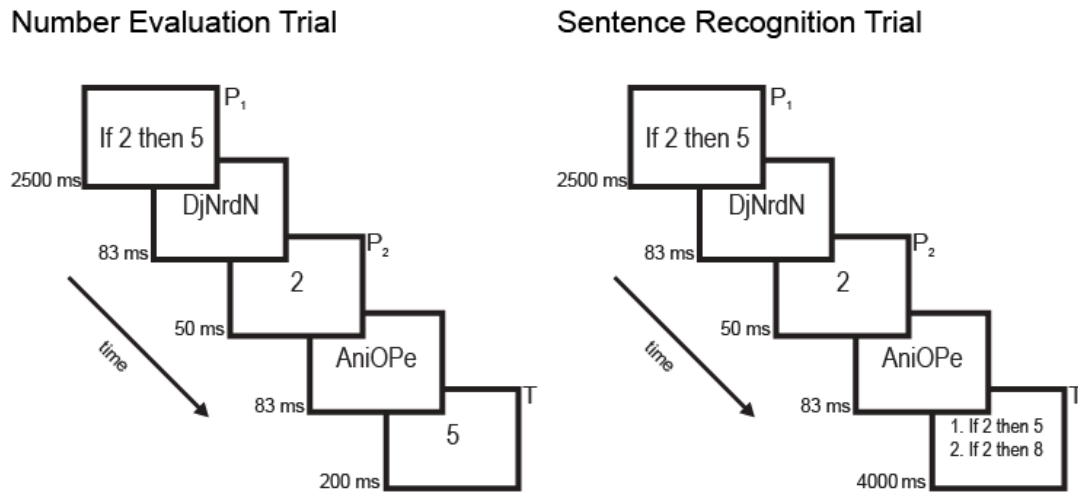 Number Evaluation Trial
If 2 then 5
P₁
2500 ms
DjNrdN
83 ms
P₂
2
50 ms
AniOPe
83 ms
T
5
200 ms
time
Sentence Recognition Trial
If 2 then 5
P₁
2500 ms
DjNrdN
83 ms
P₂
2
50 ms
AniOPe
83 ms
T
1. If 2 then 5
2. If 2 then 8
4000 ms
time